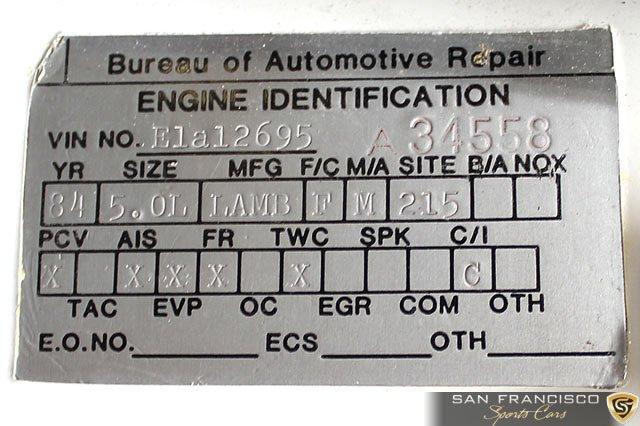 Bureau of Automotive Repair
ENGINE IDENTIFICATION
VIN NO. Ela12695 A 34558
YR SIZE MFG F/C M/A SITE B/A NOX
84 5.0L LAMB F M 215
PCV AIS FR TWC SPK C/I
X X X X X C
TAC EVP OC EGR COM OTH
E.O.NO. ECS OTH
SAN FRANCISCO
Sports Cars